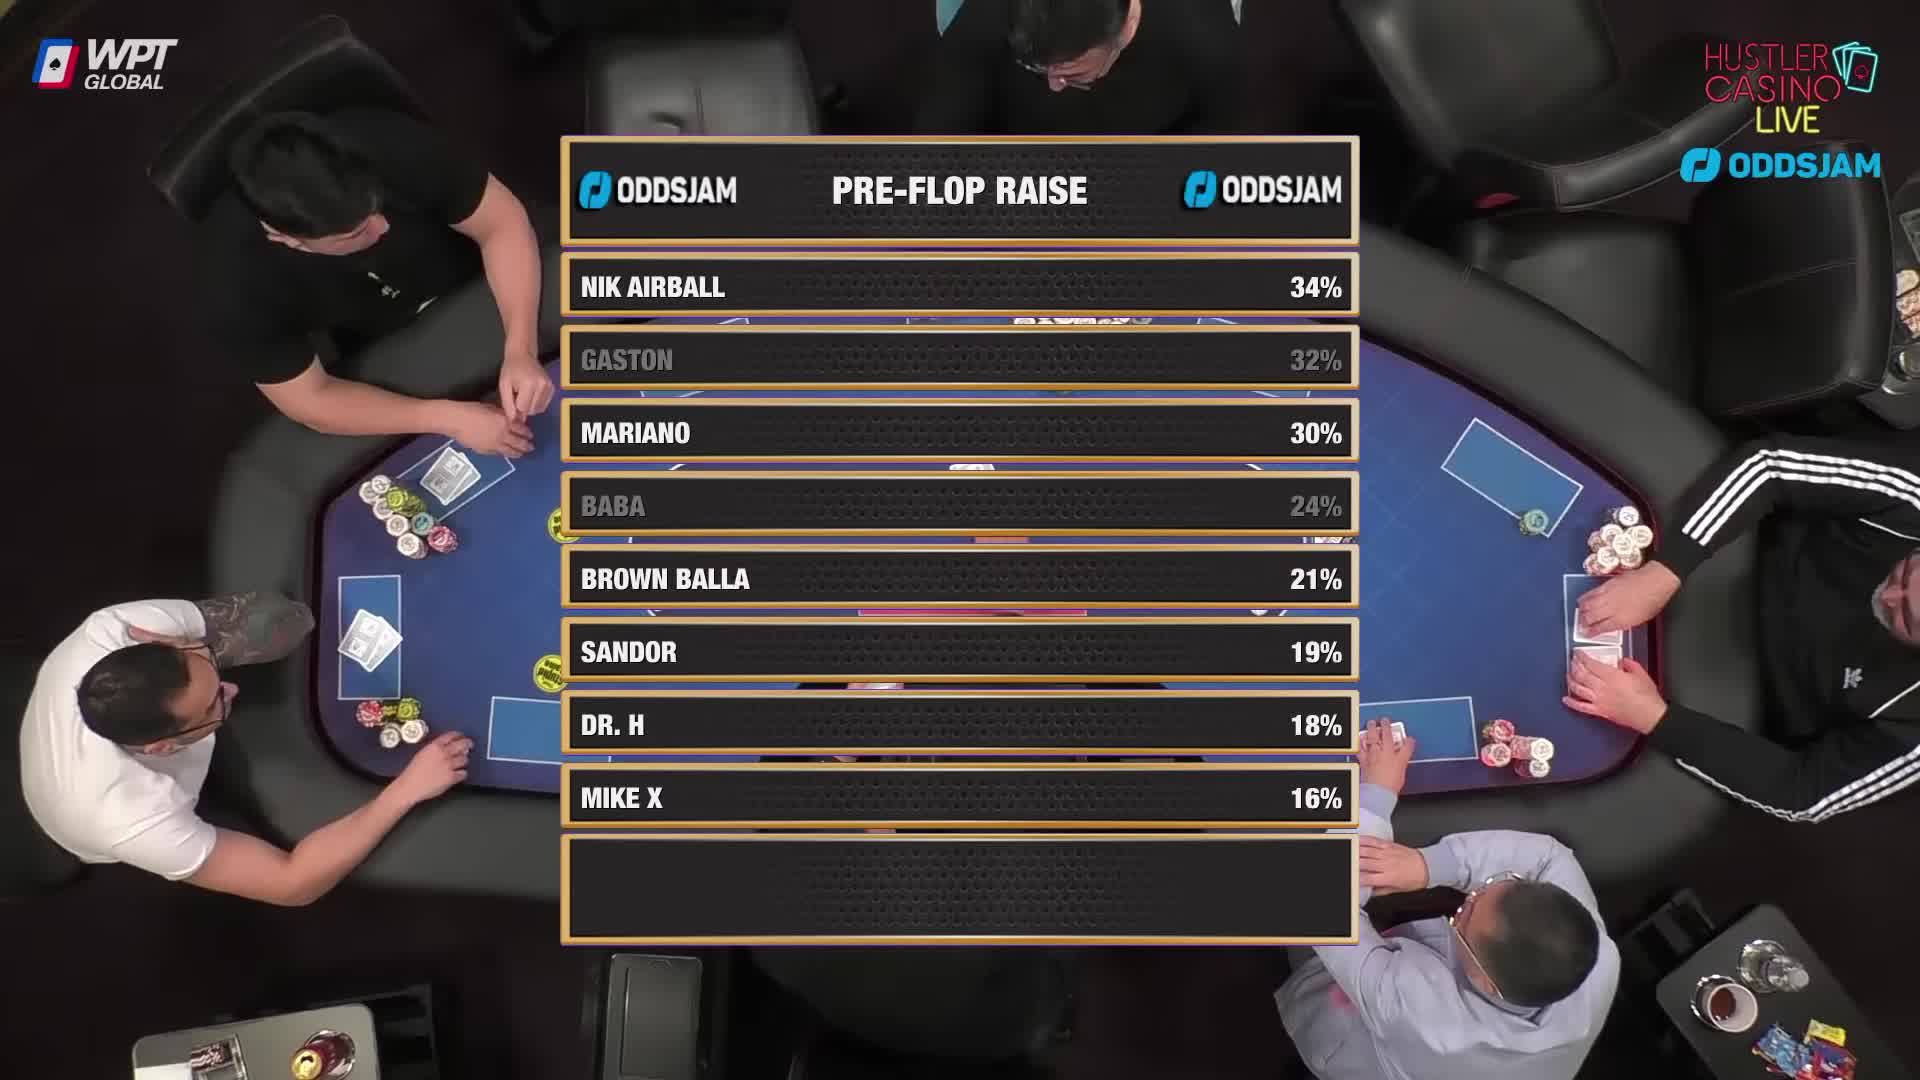 WPT
GLOBAL
HUSTLER
CASINO
LIVE
ODDSJAM
ODDSJAM PRE-FLOP RAISE ODDSJAM
NIK AIRBALL 34%
GASTON 32%
MARIANO 30%
BABA 24%
BROWN BALLA 21%
SANDOR 19%
DR. H 18%
MIKE X 16%